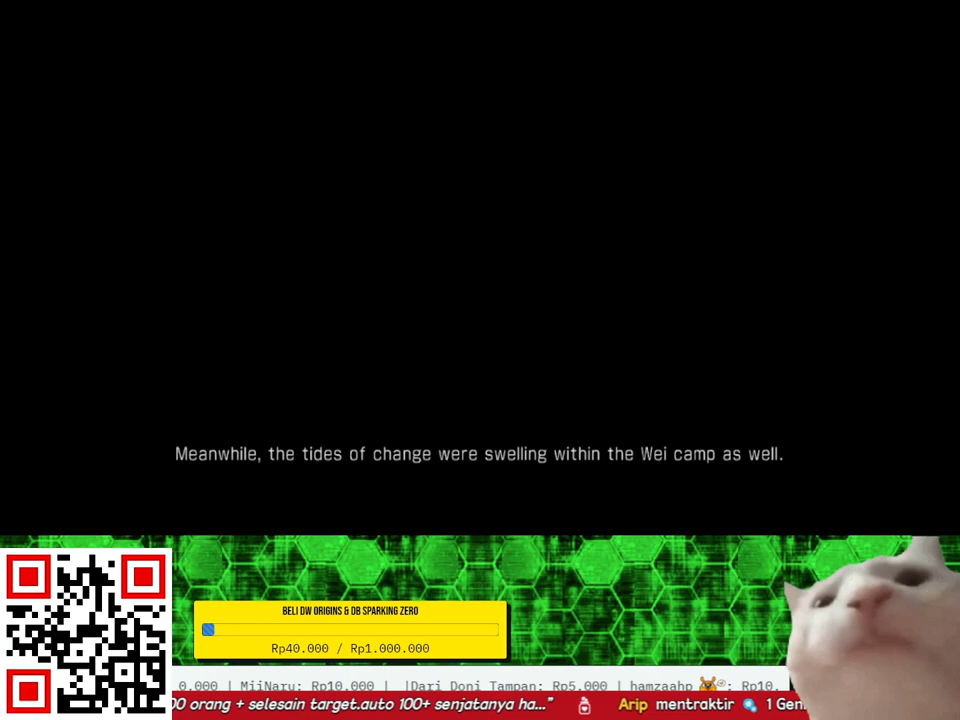 Meanwhile, the tides of change were swelling within the Wei camp as well.
BELI DW ORIGINS & DB SPARKING ZERO
Rp40.000 / Rp1.000.000
0.000 | MiiNaru: Rp10.000 | |Dari Doni Tampan: Rp5.000 | hamzaahp : Rp10.
00 orang + selesain target.auto 100+ senjatanya ha..." Arip mentraktir 1 Gem